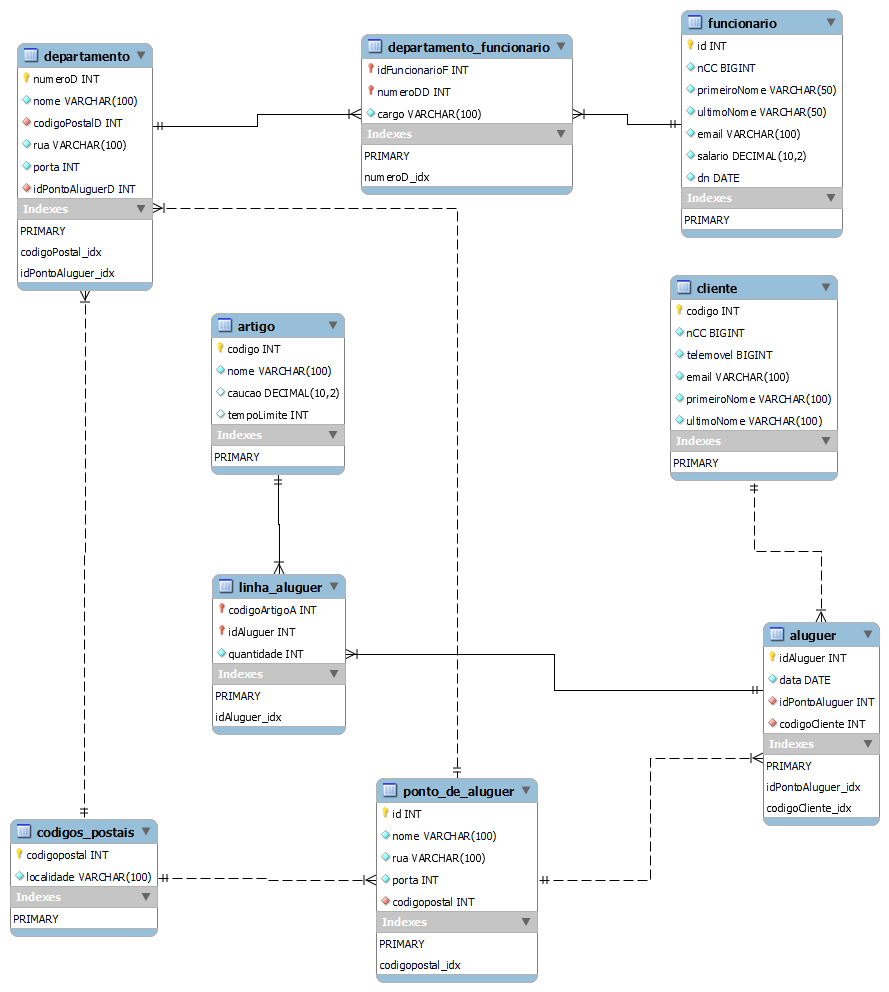 departamento
numeroD INT
nome VARCHAR(100)
codigoPostalD INT
rua VARCHAR(100)
porta INT
idPontoAluguerD INT
Indexes
PRIMARY
codigoPostal_idx
idPontoAluguer_idx
departamento_funcionario
idFuncionarioF INT
numeroDD INT
cargo VARCHAR(100)
Indexes
PRIMARY
numeroD_idx
funcionario
id INT
nCC BIGINT
primeiroNome VARCHAR(50)
ultimoNome VARCHAR(50)
email VARCHAR(100)
salario DECIMAL(10,2)
dn DATE
Indexes
PRIMARY
cliente
codigo INT
nCC BIGINT
telemovel BIGINT
email VARCHAR(100)
primeiroNome VARCHAR(100)
ultimoNome VARCHAR(100)
Indexes
PRIMARY
artigo
codigo INT
nome VARCHAR(100)
caucao DECIMAL(10,2)
tempoLimite INT
Indexes
PRIMARY
linha_aluguer
codigoArtigoA INT
idAluguer INT
quantidade INT
Indexes
PRIMARY
idAluguer_idx
aluguer
idAluguer INT
data DATE
idPontoAluguer INT
codigoCliente INT
Indexes
PRIMARY
idPontoAluguer_idx
codigoCliente_idx
ponto_de_aluguer
id INT
nome VARCHAR(100)
rua VARCHAR(100)
porta INT
codigopostal INT
Indexes
PRIMARY
codigopostal_idx
codigos_postais
codigopostal INT
localidade VARCHAR(100)
Indexes
PRIMARY